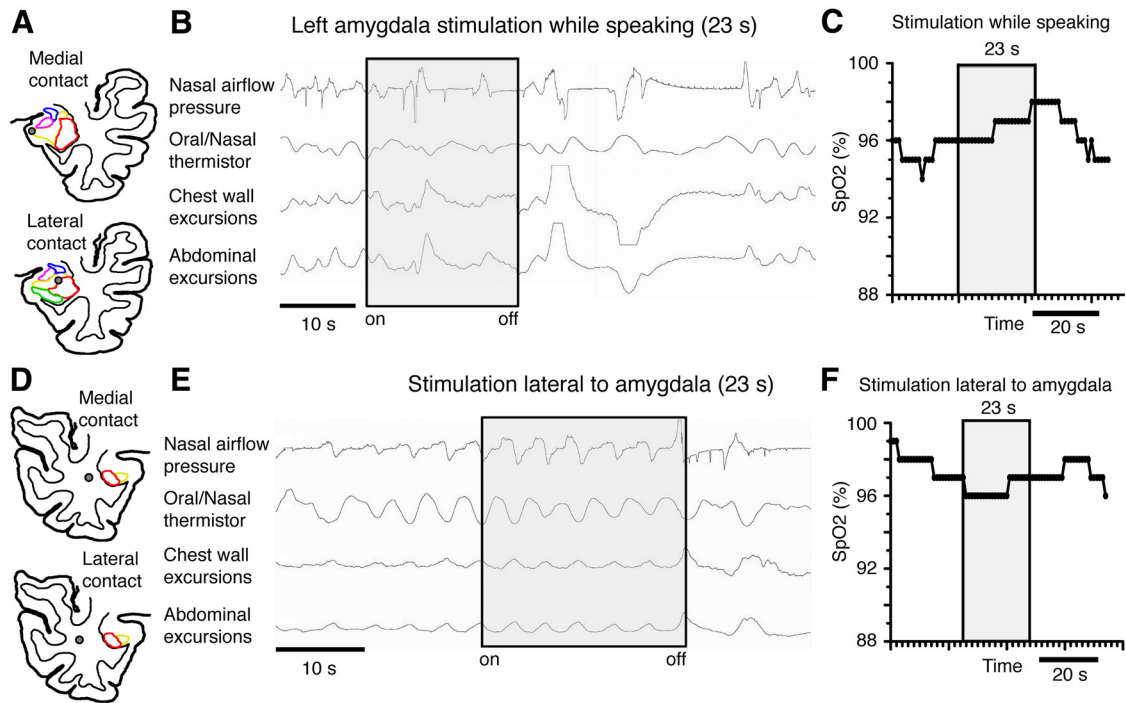 A
Medial
contact
Lateral
contact
B
Left amygdala stimulation while speaking (23 s)
Nasal airflow
pressure
Oral/Nasal
thermistor
Chest wall
excursions
Abdominal
excursions
10 s
on
off
C
Stimulation while speaking
23 s
100
96
92
88
SpO2 (%)
Time
20 s
D
Medial
contact
Lateral
contact
E
Stimulation lateral to amygdala (23 s)
Nasal airflow
pressure
Oral/Nasal
thermistor
Chest wall
excursions
Abdominal
excursions
10 s
on
off
F
Stimulation lateral to amygdala
23 s
100
96
92
88
SpO2 (%)
Time
20 s